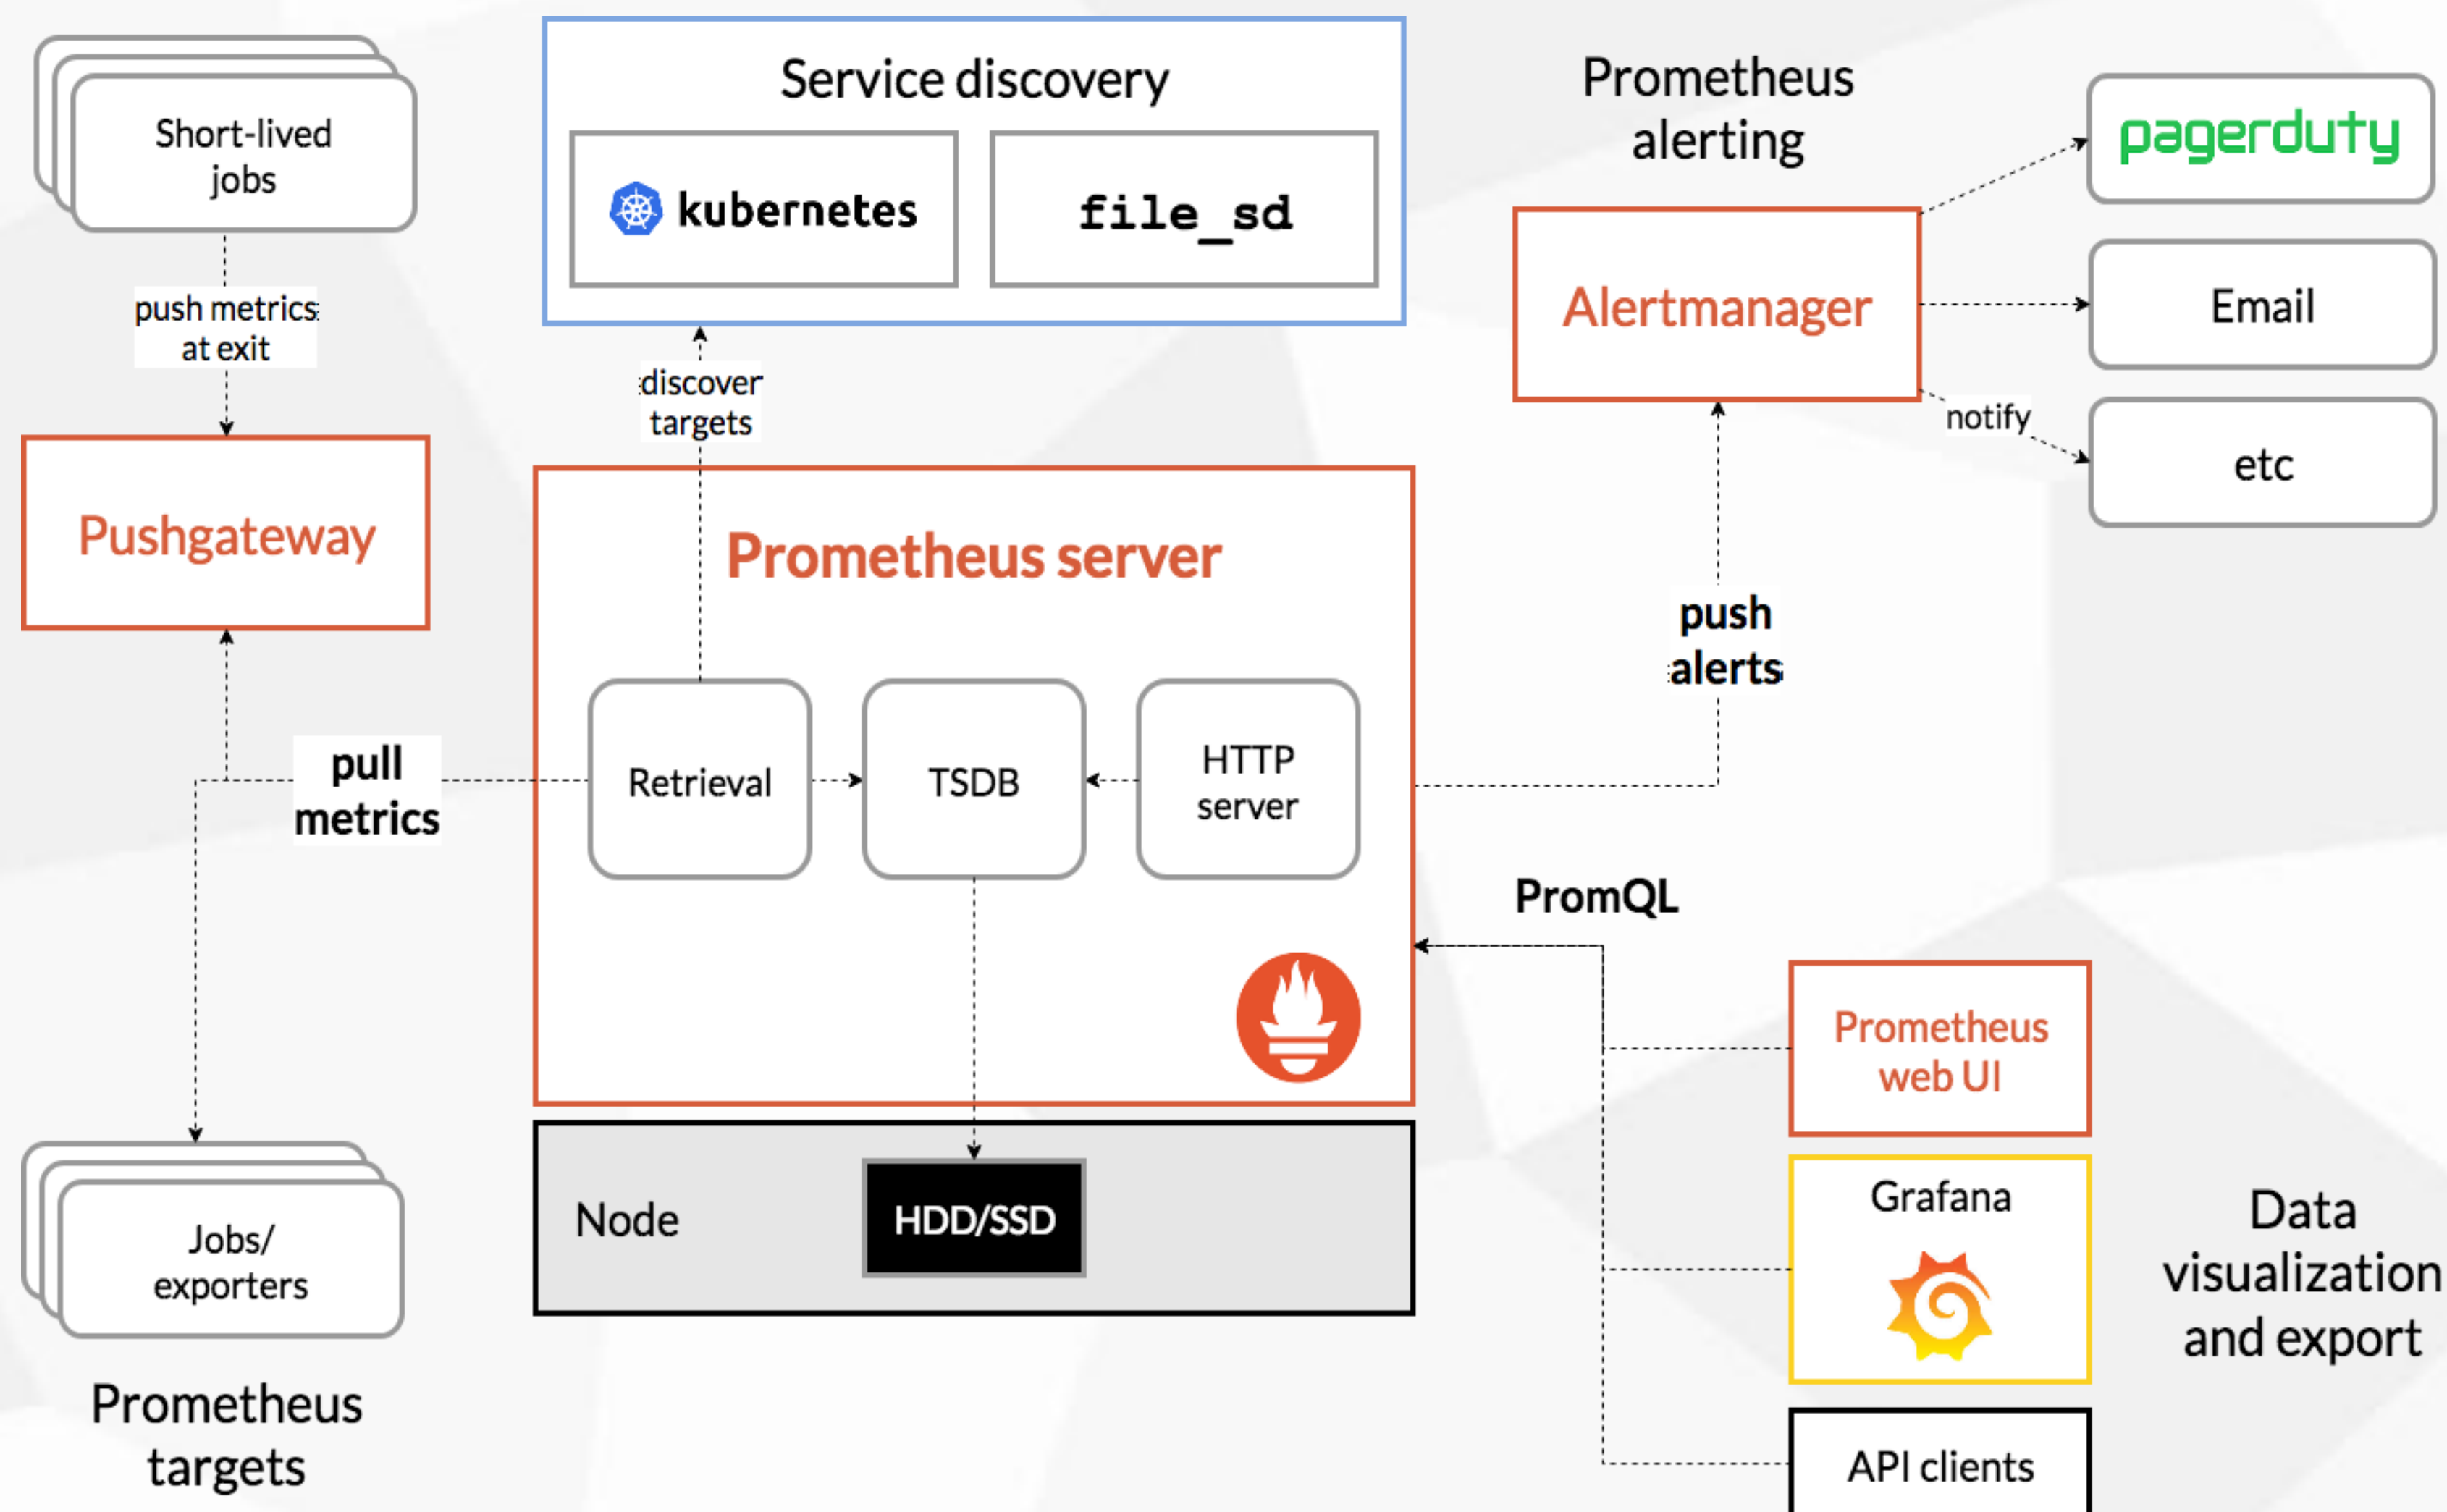 Short-lived
jobs
push metrics
at exit
Pushgateway
pull
metrics
Jobs/
exporters
Prometheus
targets
Service discovery
kubernetes
file_sd
discover
targets
Prometheus server
Retrieval
TSDB
HTTP
server
Node
HDD/SSD
Prometheus
alerting
Alertmanager
pagerduty
Email
notify
etc
push
alerts
PromQL
Prometheus
web UI
Grafana
API clients
Data
visualization
and export